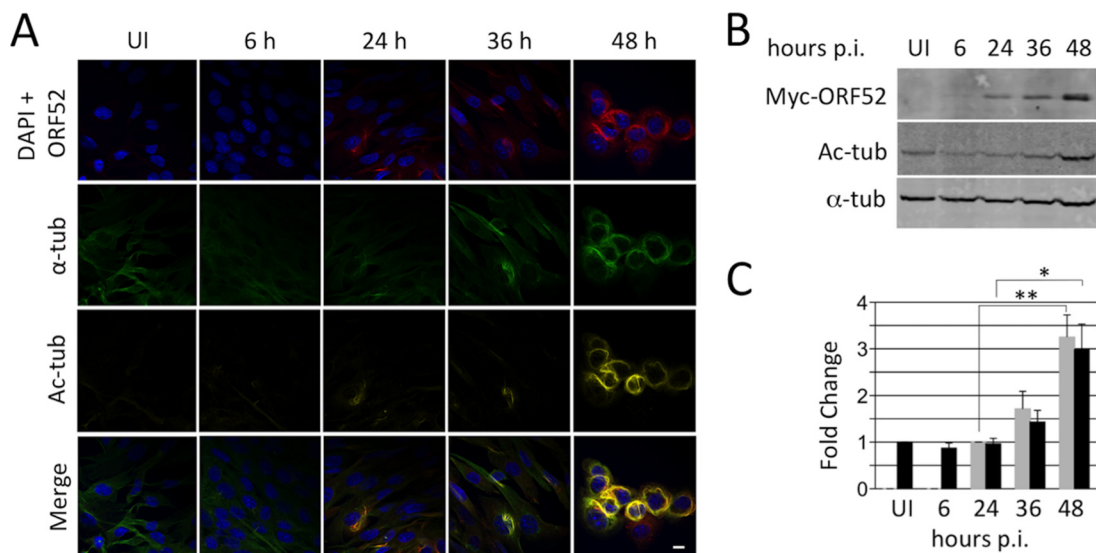 A
UI 6 h 24 h 36 h 48 h
DAPI +
ORF52
α-tub
Ac-tub
Merge
B
hours p.i. UI 6 24 36 48
Myc-ORF52
Ac-tub
α-tub
C
*
**
4
3
2
1
0
Fold Change
UI 6 24 36 48
hours p.i.